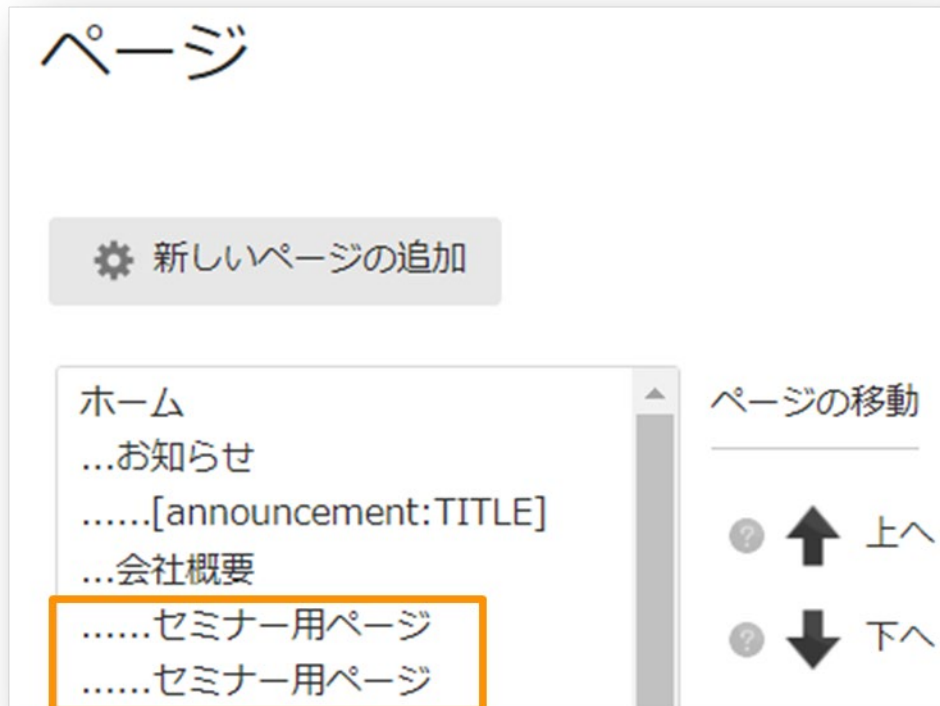 ページ
新しいページの追加
ホーム
...お知らせ
......[announcement:TITLE]
...会社概要
......セミナー用ページ
......セミナー用ページ
ページの移動
? 上へ
? 下へ